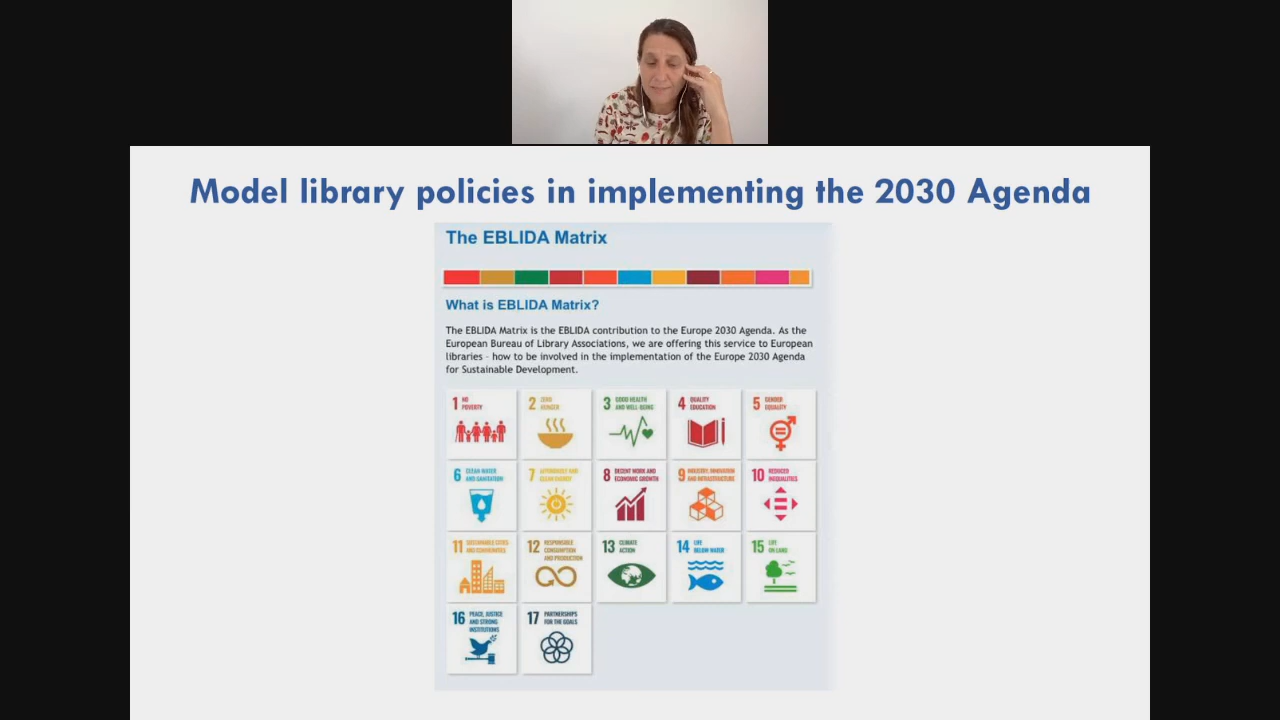 Model library policies in implementing the 2030 Agenda
The EBLIDA Matrix
What is EBLIDA Matrix?
The EBLIDA Matrix is the EBLIDA contribution to the Europe 2030 Agenda. As the
European Bureau of Library Associations, we are offering this service to European
libraries - how to be involved in the implementation of the Europe 2030 Agenda
for Sustainable Development.
1 NO
POVERTY
2 ZERO
HUNGER
3 GOOD HEALTH
AND WELL-BEING
4 QUALITY
EDUCATION
5 GENDER
EQUALITY
6 CLEAN WATER
AND SANITATION
7 AFFORDABLE AND
CLEAN ENERGY
8 DECENT WORK AND
ECONOMIC GROWTH
9 INDUSTRY, INNOVATION
AND INFRASTRUCTURE
10 REDUCED
INEQUALITIES
11 SUSTAINABLE CITIES
AND COMMUNITIES
12 RESPONSIBLE
CONSUMPTION
AND PRODUCTION
13 CLIMATE
ACTION
14 LIFE
BELOW WATER
15 LIFE
ON LAND
16 PEACE, JUSTICE
AND STRONG
INSTITUTIONS
17 PARTNERSHIPS
FOR THE GOALS